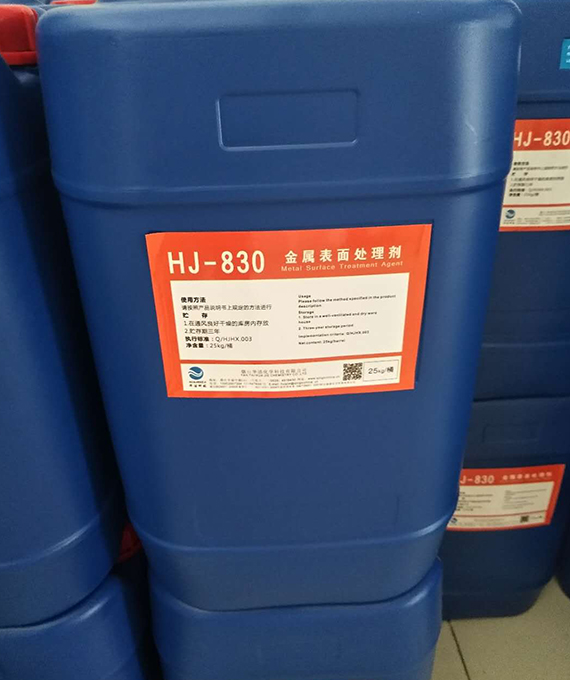 HJ-830 金属表面处理剂
Metal Surface Treatment Agent
使用方法
请按照产品说明书上规定的方法进行
贮 存
1.在通风良好干燥的库房内存放
2.贮存期三年
执行标准：Q/HJHX.003
净含量：25kg/桶
Usage
Please follow the method specified in the product
description
Storage
1. Store in a well-ventilated and dry ware
house
2. Three year storage period
Implementation criteria: Q/HJHX.003
Net content: 25kg/barrel
25kg/桶
HJ-830
HJ-830